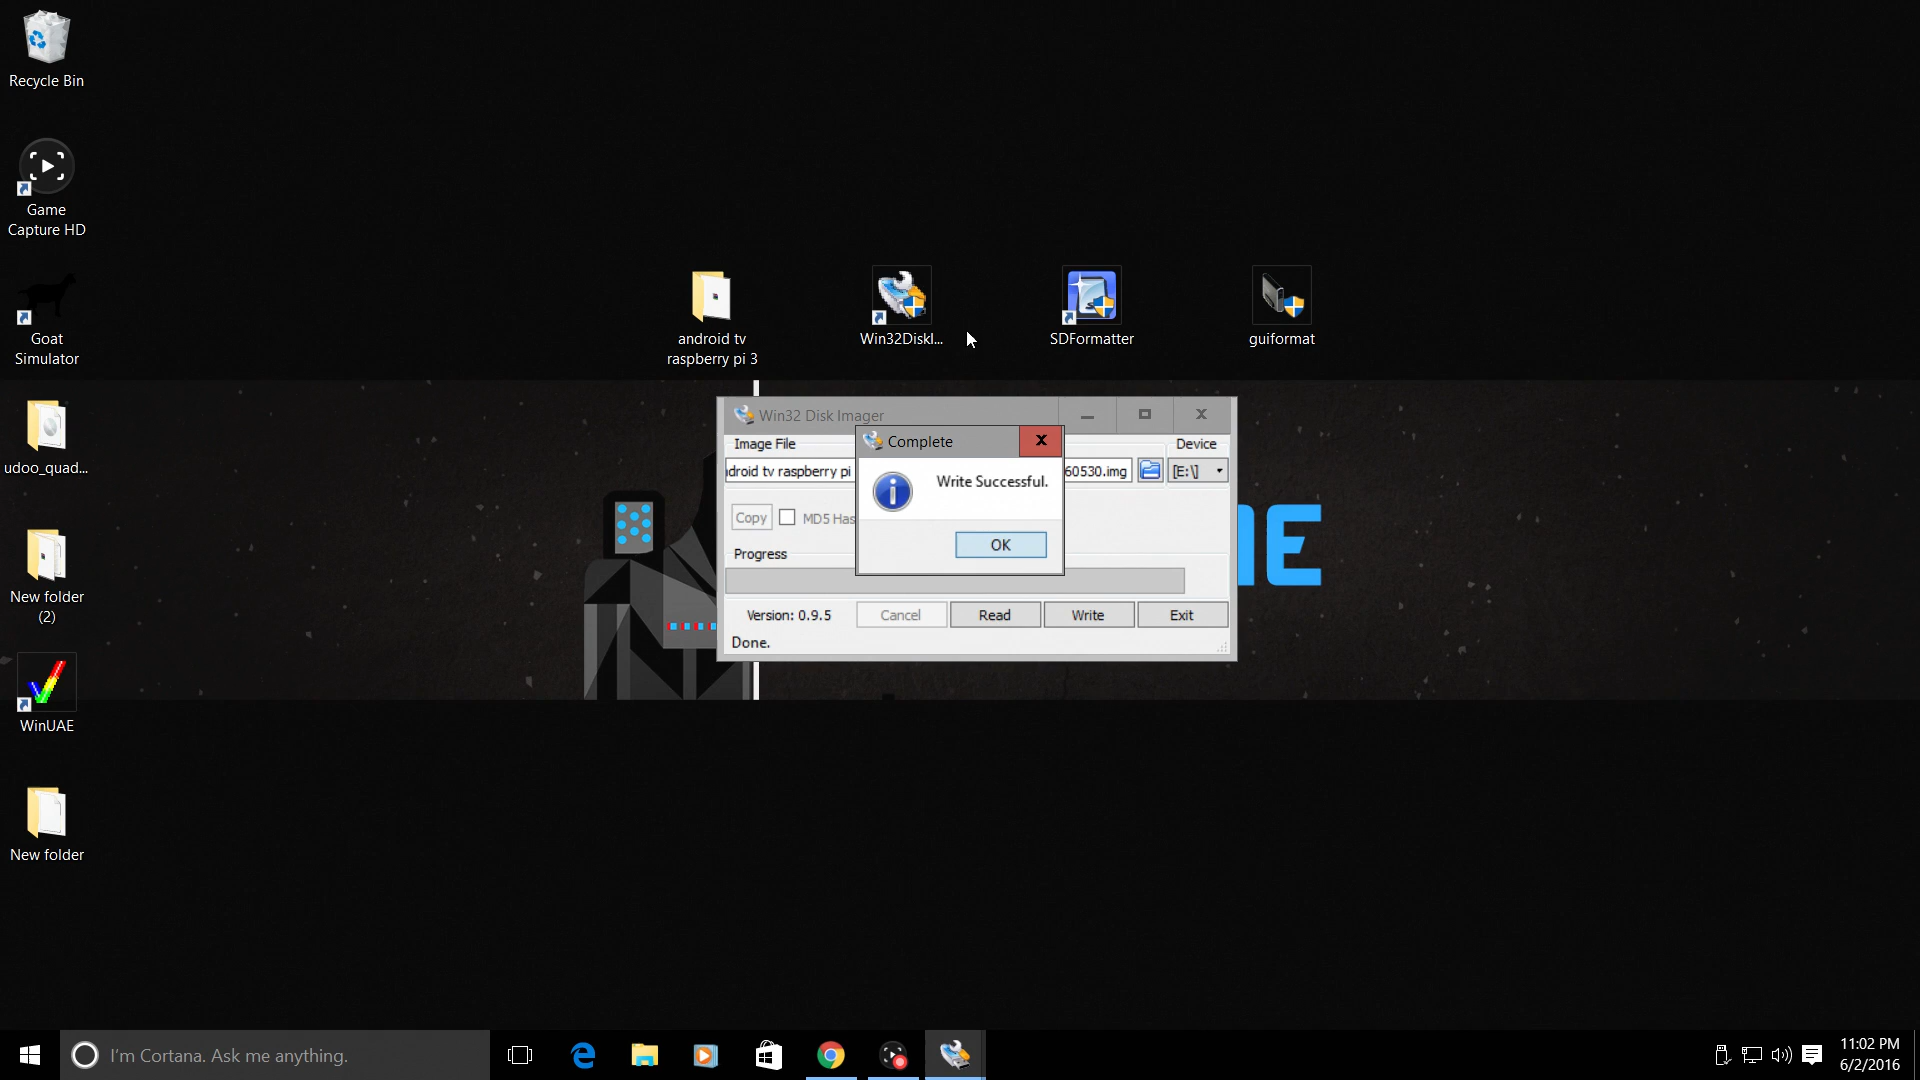 Recycle Bin
Game
Capture HD
Goat
Simulator
udoo_quad...
New folder
(2)
WinUAE
New folder
android tv
raspberry pi 3
Win32DiskI...
SDFormatter
guiformat
Win32 Disk Imager
Image File
Device
droid tv raspberry pi
60530.img
[E:\]
Copy
MD5 Has
Progress
Version: 0.9.5
Cancel
Read
Write
Exit
Done.
Complete
X
Write Successful.
OK
E
I'm Cortana. Ask me anything.
11:02 PM
6/2/2016